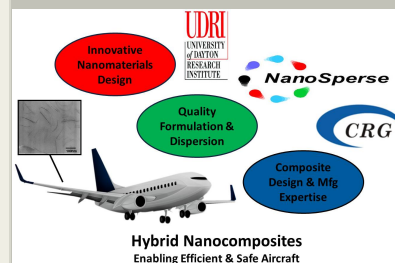 UDRI
UNIVERSITY
of DAYTON
RESEARCH
INSTITUTE
Innovative
Nanomaterials
Design
NanoSperse
Quality
Formulation &
Dispersion
CRG
Composite
Design & Mfg
Expertise
Hybrid Nanocomposites
Enabling Efficient & Safe Aircraft